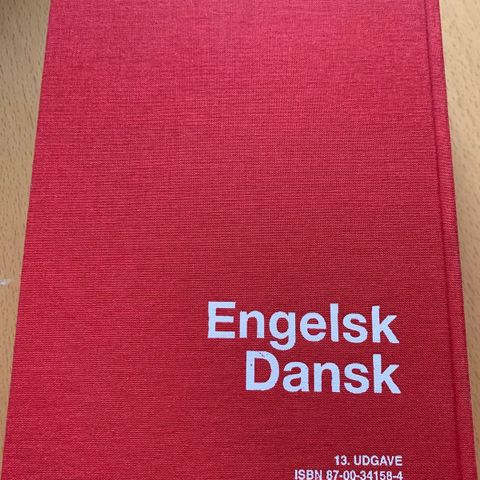 Engelsk
Dansk
13. UDGAVE
ISBN 87-00-34158-4